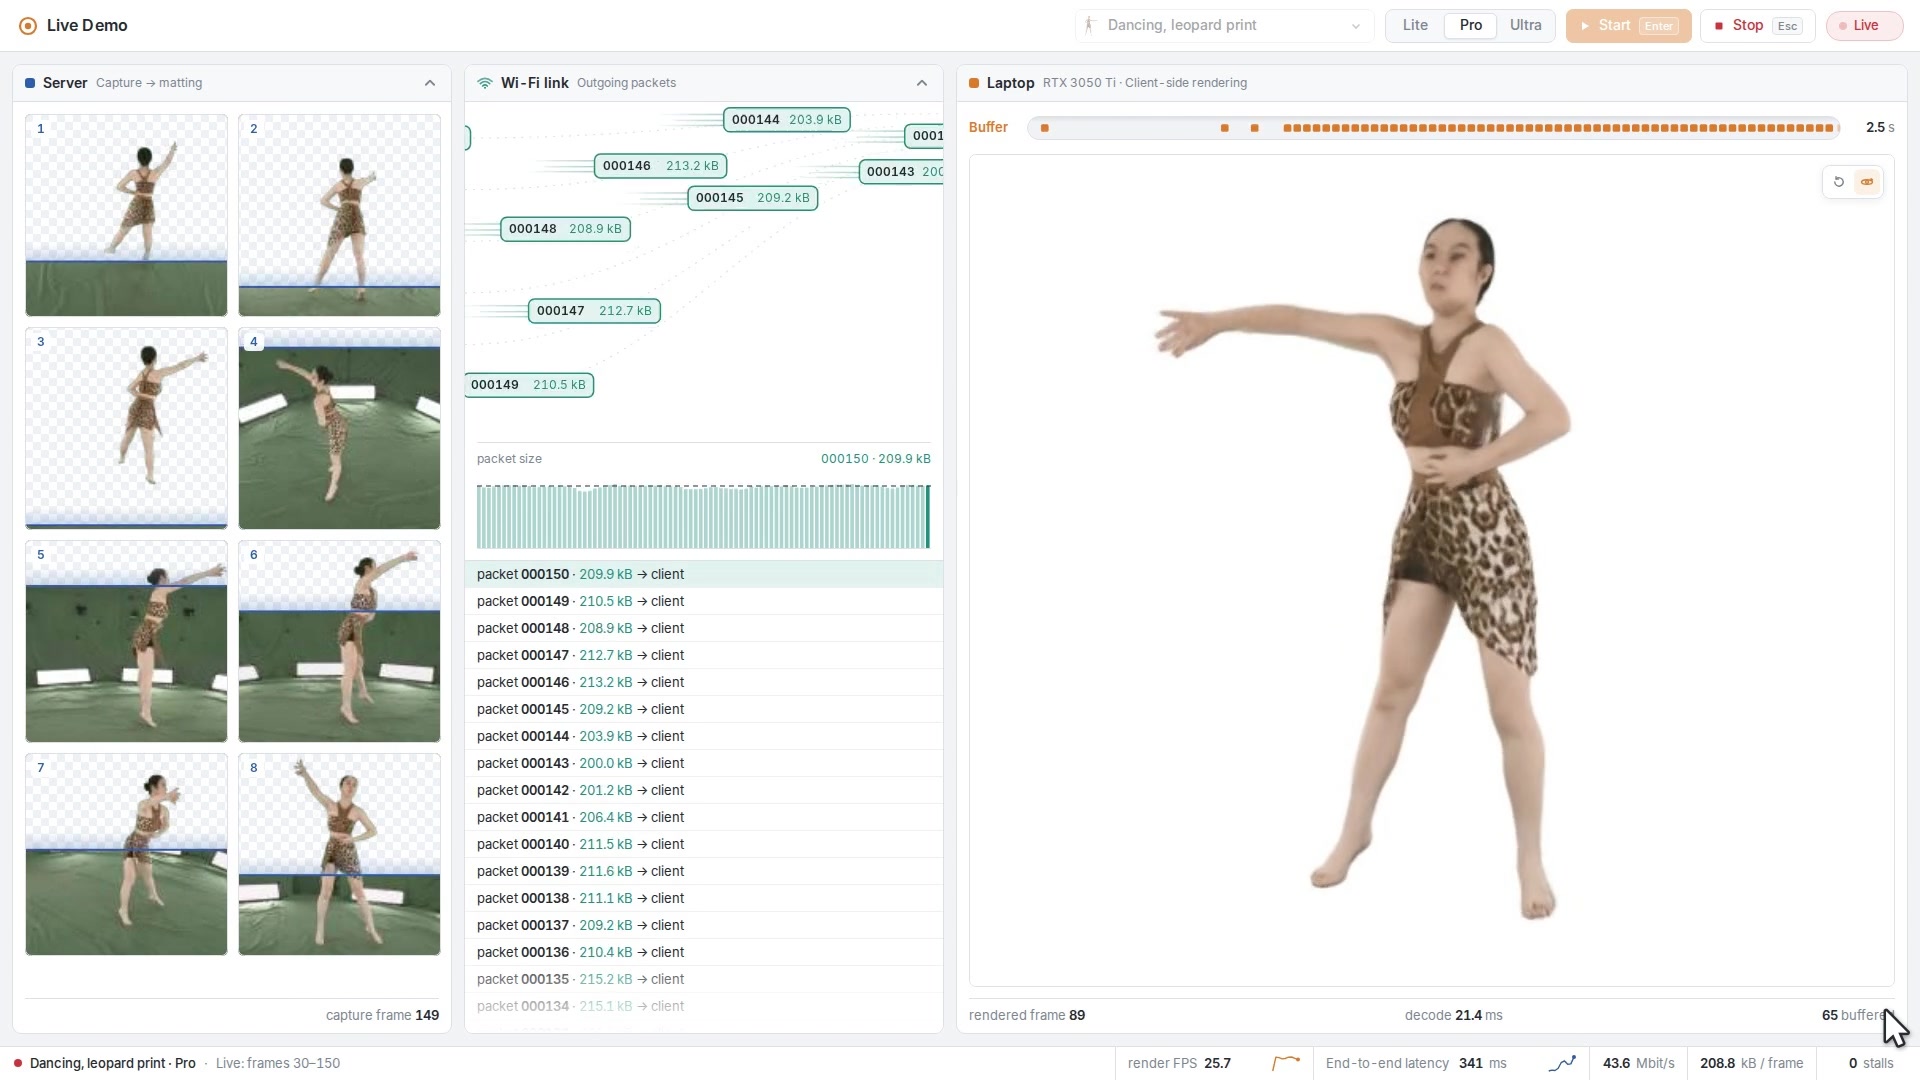 Live Demo
Dancing, leopard print
Lite Pro Ultra
Start Enter
Stop Esc
Live
Server Capture → matting
1
2
3
4
5
6
7
8
capture frame 149
Wi-Fi link Outgoing packets
000144 203.9 kB
0001
000146 213.2 kB
000143 200
000145 209.2 kB
000148 208.9 kB
000147 212.7 kB
000149 210.5 kB
packet size 000150 · 209.9 kB
packet 000150 · 209.9 kB → client
packet 000149 · 210.5 kB → client
packet 000148 · 208.9 kB → client
packet 000147 · 212.7 kB → client
packet 000146 · 213.2 kB → client
packet 000145 · 209.2 kB → client
packet 000144 · 203.9 kB → client
packet 000143 · 200.0 kB → client
packet 000142 · 201.2 kB → client
packet 000141 · 206.4 kB → client
packet 000140 · 211.5 kB → client
packet 000139 · 211.6 kB → client
packet 000138 · 211.1 kB → client
packet 000137 · 209.2 kB → client
packet 000136 · 210.4 kB → client
packet 000135 · 215.2 kB → client
packet 000134 · 215.1 kB → client
Laptop RTX 3050 Ti · Client-side rendering
Buffer 2.5 s
rendered frame 89
decode 21.4 ms
65 buffered
Dancing, leopard print · Pro · Live: frames 30–150
render FPS 25.7
End-to-end latency 341 ms
43.6 Mbit/s
208.8 kB / frame
0 stalls